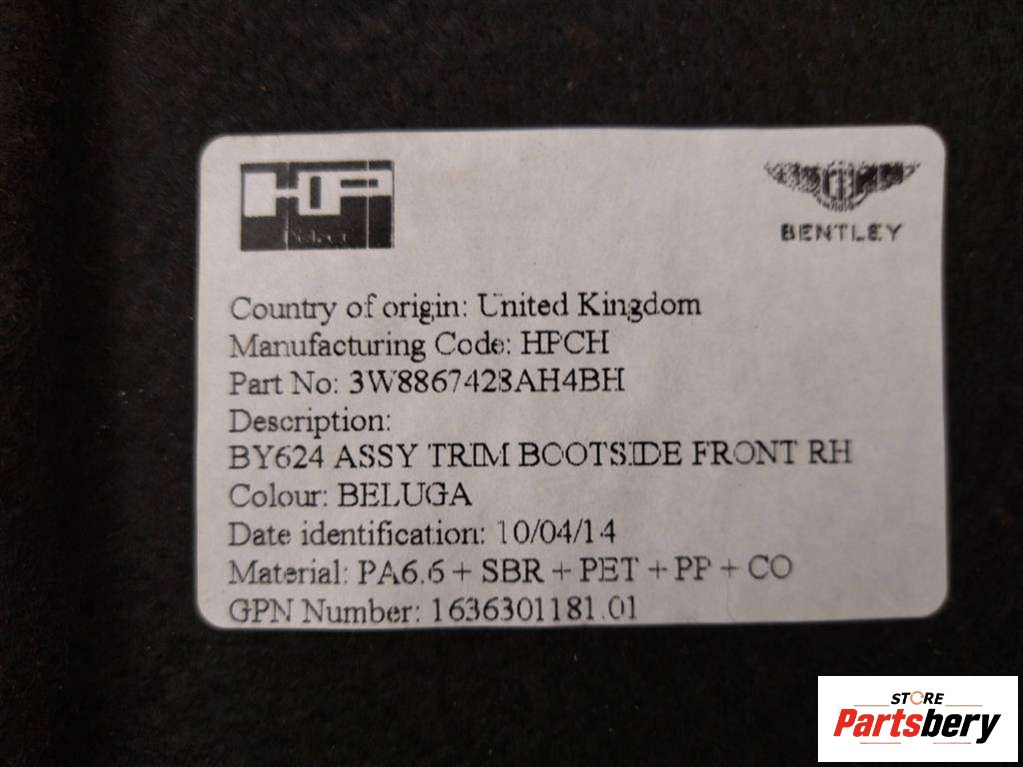 HP
BENTLEY
Country of origin: United Kingdom
Manufacturing Code: HPCH
Part No: 3W8867428AH4BH
Description:
BY624 ASSY TRIM BOOTSIDE FRONT RH
Colour: BELUGA
Date identification: 10/04/14
Material: PA6.6 + SBR + PET + PP + CO
GPN Number: 1636301181.01
STORE
Partsbery